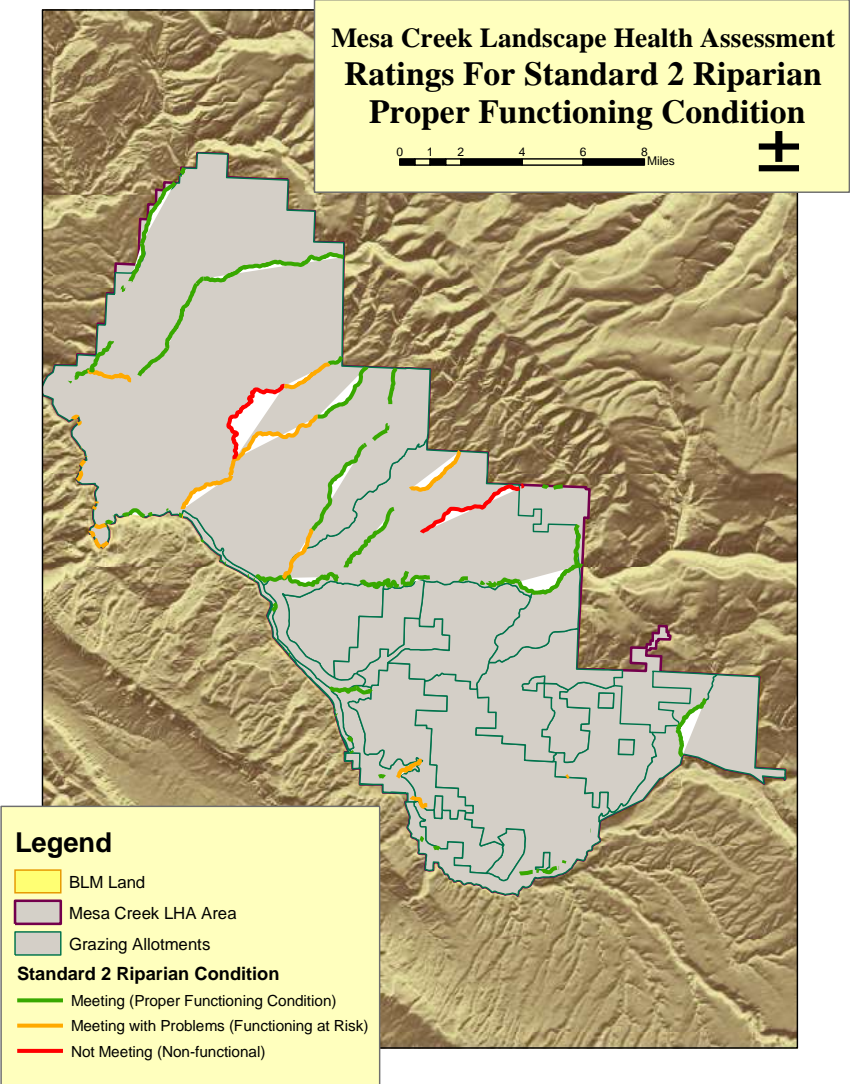 Mesa Creek Landscape Health Assessment
Ratings For Standard 2 Riparian
Proper Functioning Condition
0 1 2 4 6 8
Miles
Legend
BLM Land
Mesa Creek LHA Area
Grazing Allotments
Standard 2 Riparian Condition
Meeting (Proper Functioning Condition)
Meeting with Problems (Functioning at Risk)
Not Meeting (Non-functional)